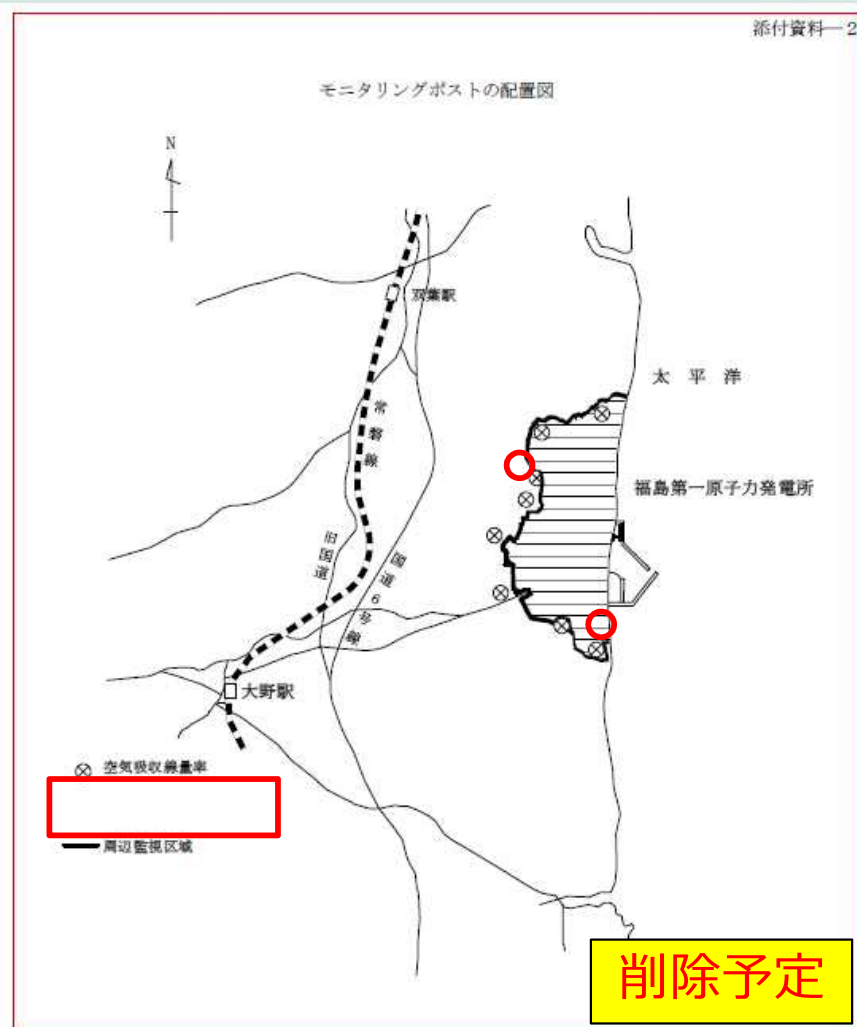 添付資料－2
モニタリングポストの配置図
N
双葉駅
太平洋
常磐線
福島第一原子力発電所
旧国道
国道6号線
大野駅
空気吸収線量率
周辺監視区域
削除予定